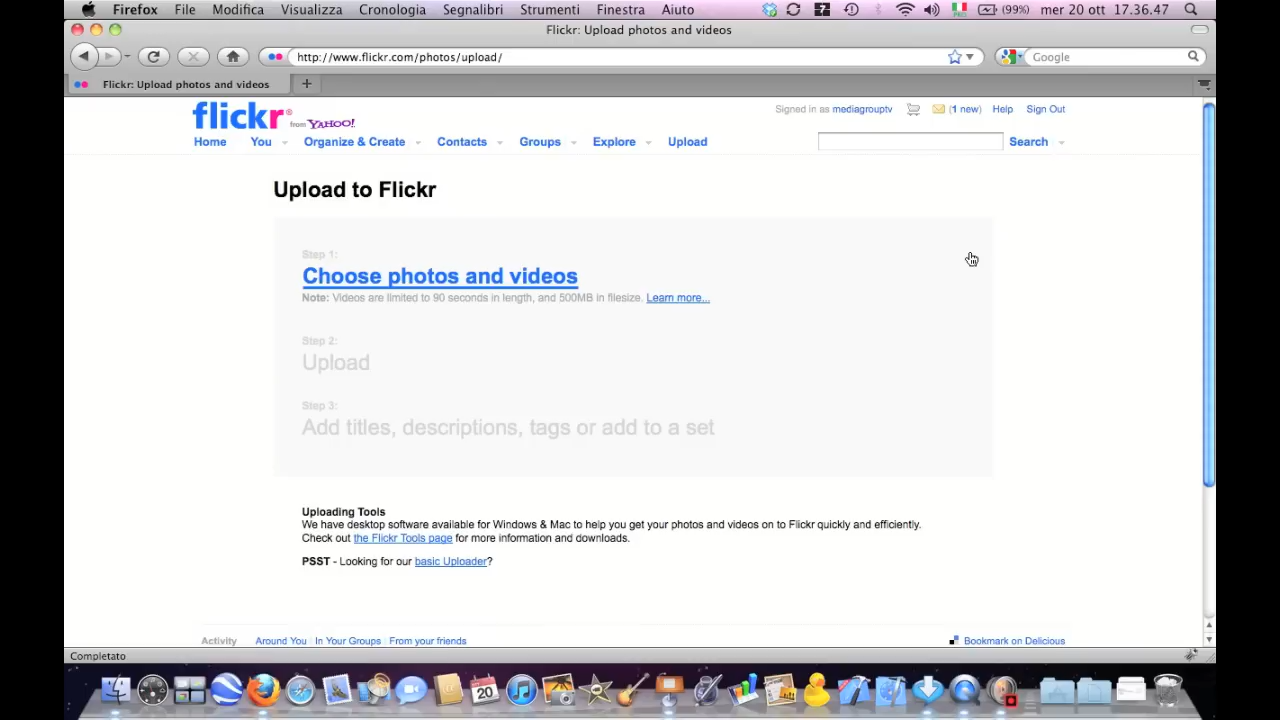 Firefox File Modifica Visualizza Cronologia Segnalibri Strumenti Finestra Aiuto (99%) mer 20 ott 17.36.47
Flickr: Upload photos and videos
http://www.flickr.com/photos/upload/ Google
Flickr: Upload photos and videos
flickr from YAHOO! Signed in as mediagrouptv (1 new) Help Sign Out
Home You Organize & Create Contacts Groups Explore Upload Search
Upload to Flickr
Step 1:
Choose photos and videos
Note: Videos are limited to 90 seconds in length, and 500MB in filesize. Learn more...
Step 2:
Upload
Step 3:
Add titles, descriptions, tags or add to a set
Uploading Tools
We have desktop software available for Windows & Mac to help you get your photos and videos on to Flickr quickly and efficiently.
Check out the Flickr Tools page for more information and downloads.
PSST - Looking for our basic Uploader?
Activity Around You In Your Groups From your friends Bookmark on Delicious
Completato
20